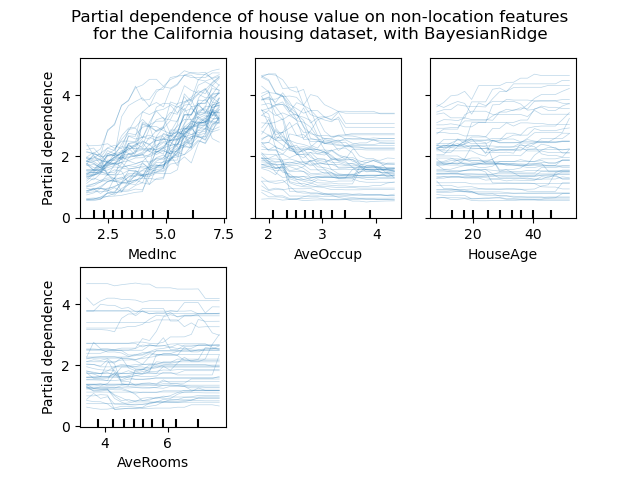 Partial dependence of house value on non-location features
for the California housing dataset, with BayesianRidge
Partial dependence
4
2
0
2.5 5.0 7.5
MedInc
2 3 4
AveOccup
20 40
HouseAge
Partial dependence
4
2
0
4 6
AveRooms